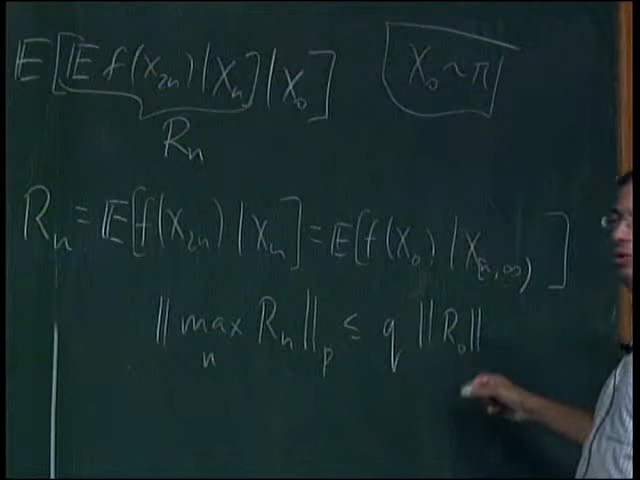 E[E f(X_{2n}) | X_n] | X_0]
X_0 ~ π
R_n
R_n = E[f(X_{2n}) | X_n] = E[f(X_0) | X_{[n,∞)}]
|| max_n R_n ||_p ≤ q || R_0 ||